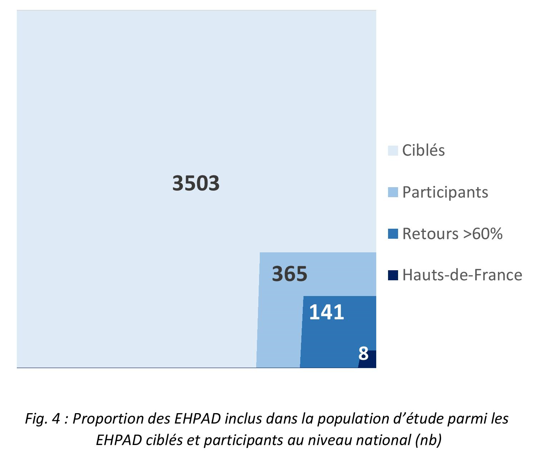 3503
365
141
8
Ciblés
Participants
Retours >60%
Hauts-de-France
Fig. 4 : Proportion des EHPAD inclus dans la population d’étude parmi les
EHPAD ciblés et participants au niveau national (nb)